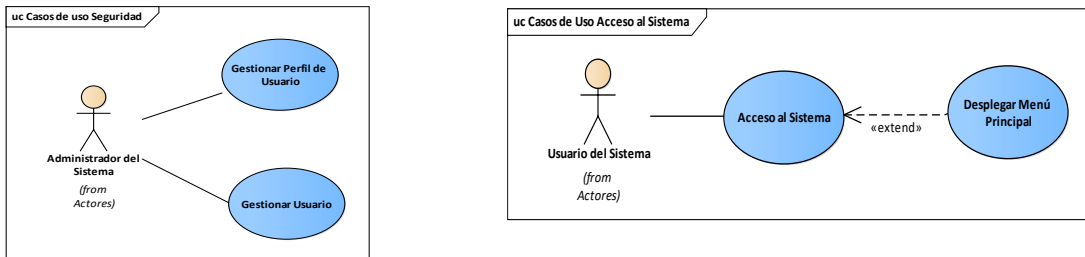 uc Casos de uso Seguridad
Gestionar Perfil de
Usuario
Administrador del
Sistema
(from
Actores)
Gestionar Usuario
uc Casos de Uso Acceso al Sistema
Acceso al Sistema
«extend»
Desplegar Menú
Principal
Usuario del Sistema
(from
Actores)